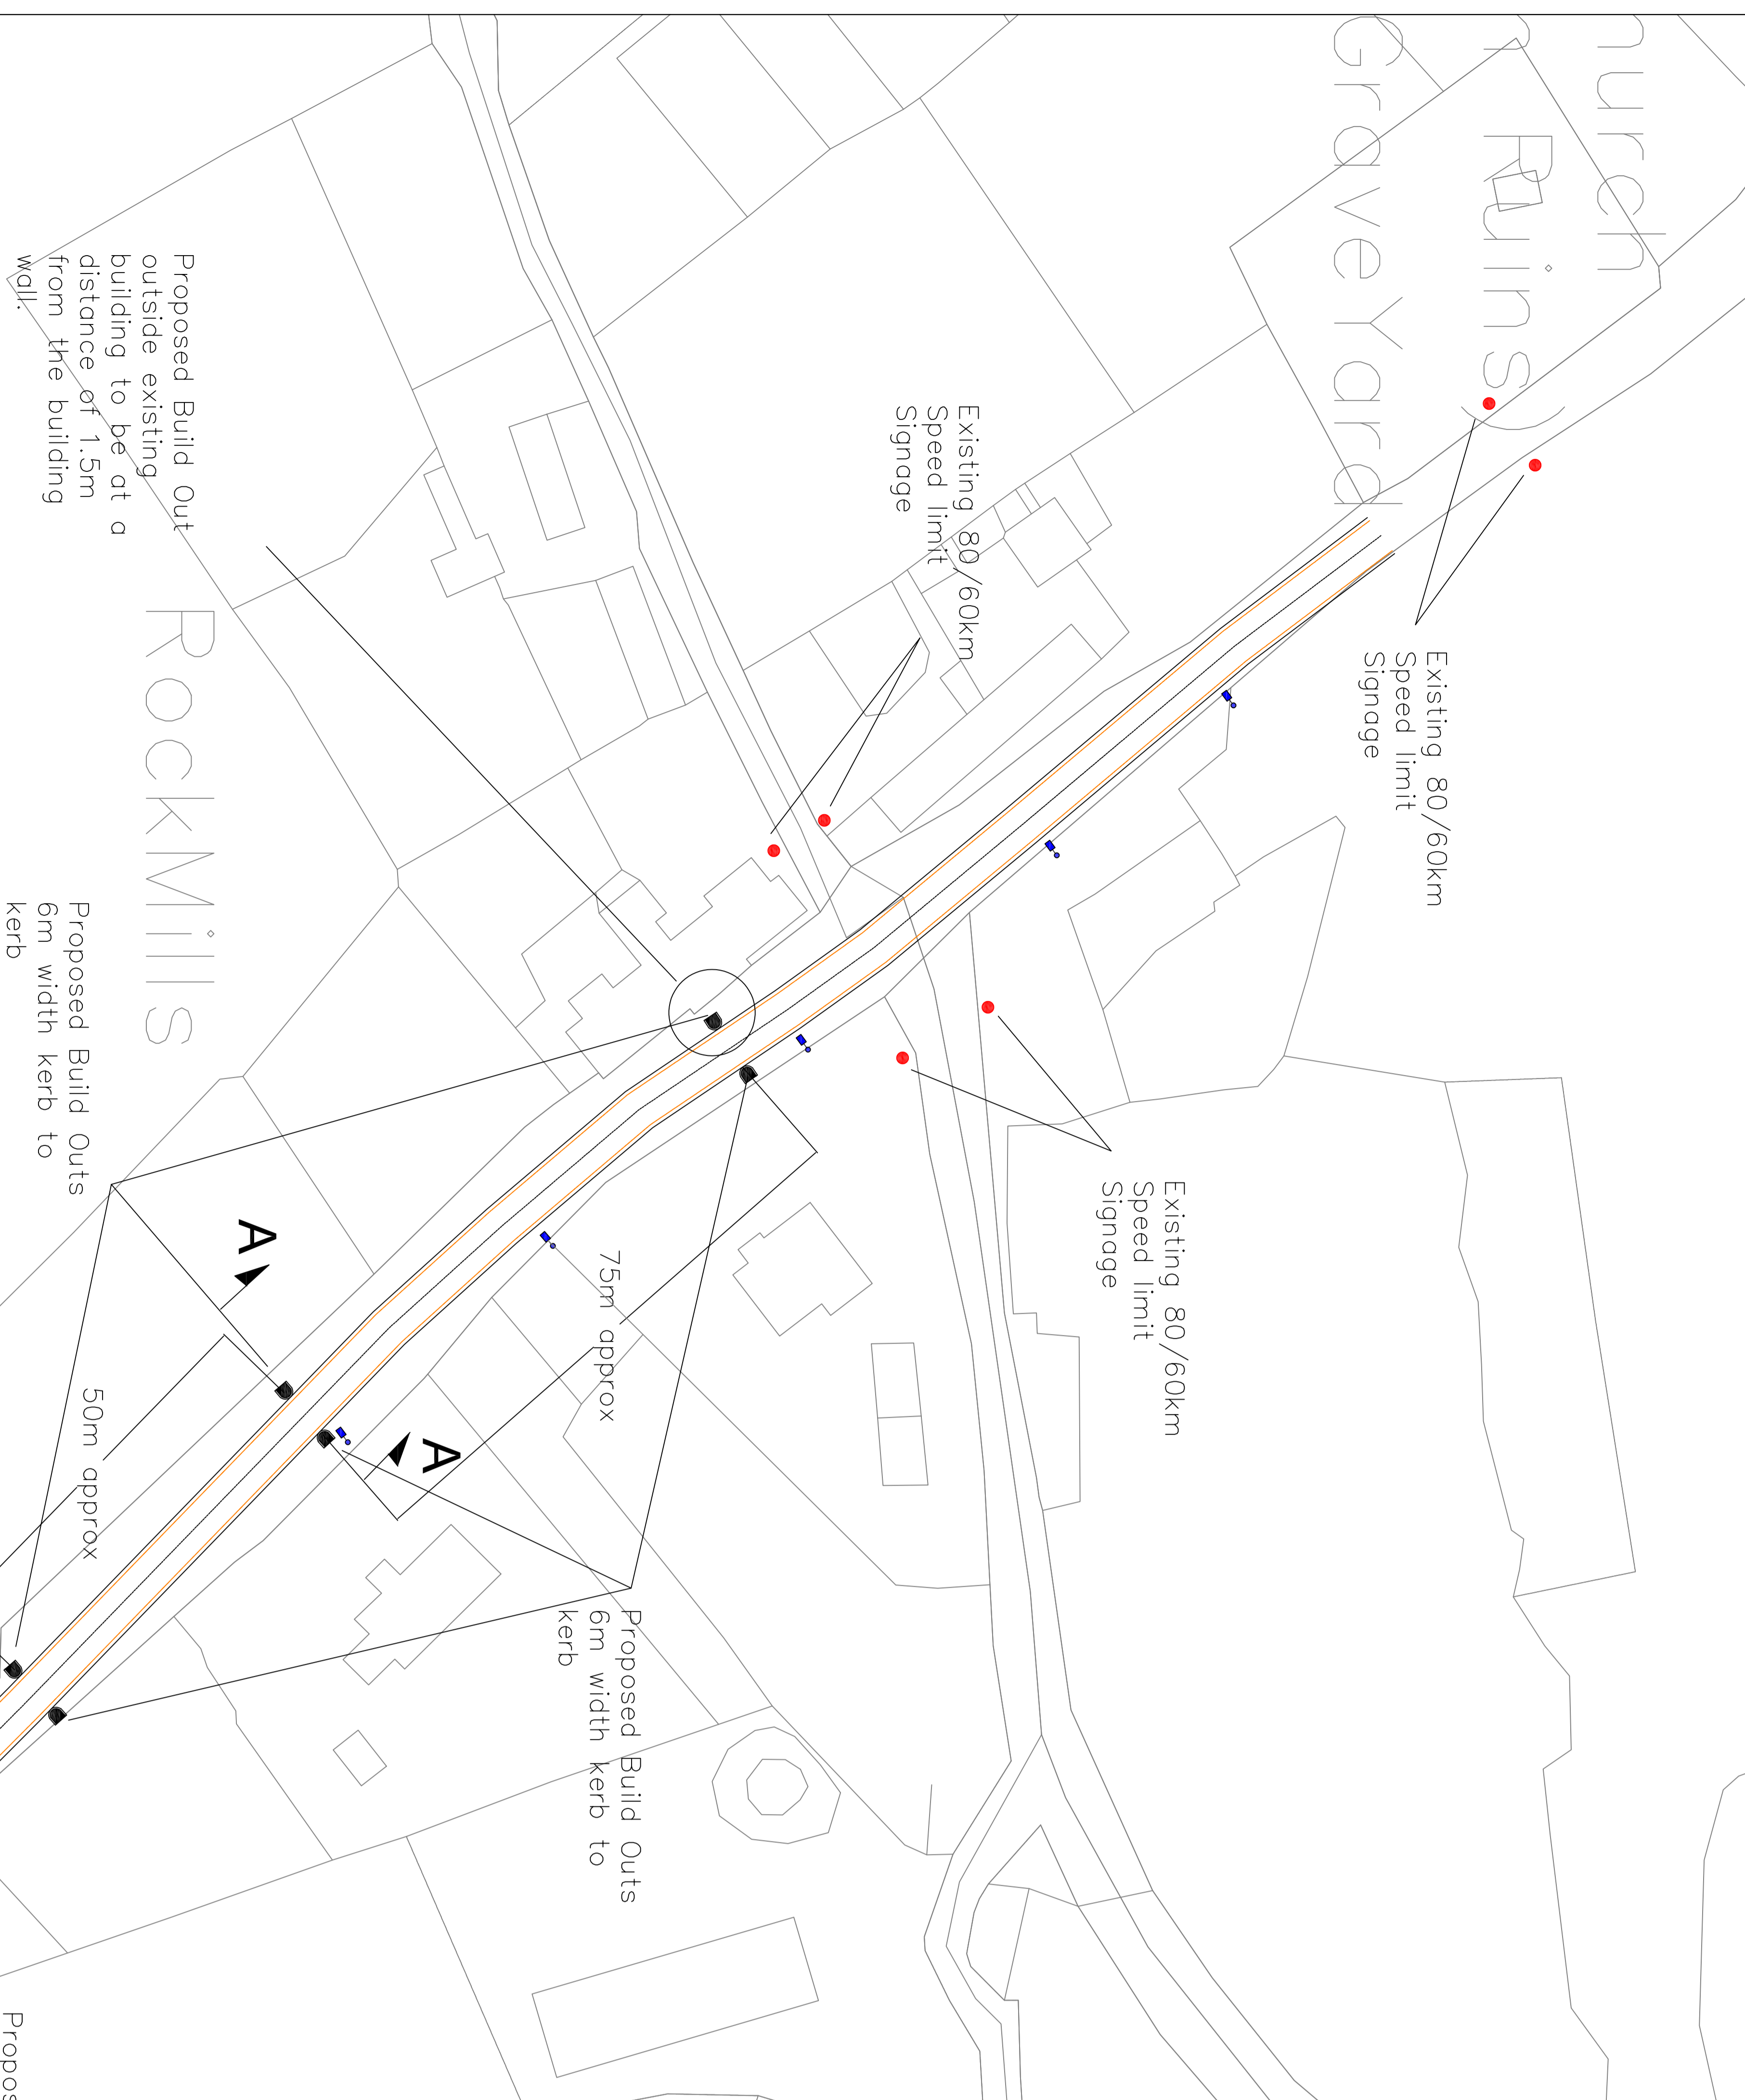 hurch
n Ruins)
GraveYard
Existing 80/60km
Speed limit
Signage
Existing 80/60km
Speed limit
Signage
Existing 80/60km
Speed limit
Signage
Proposed Build Out
outside existing
building to be at a
distance of 1.5m
from the building
wall.
RockMills
75m approx
A
A
Proposed Build Outs
6m width kerb to
kerb
50m approx
Proposed Build Outs
6m width kerb to
kerb
Propos